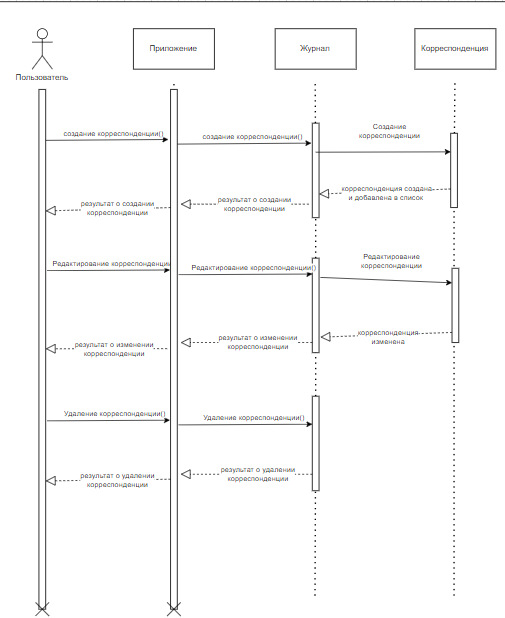 Пользователь
Приложение
Журнал
Корреспонденция
создание корреспонденции()
создание корреспонденции()
Создание
корреспонденции
корреспонденция создана
и добавлена в список
результат о создании
корреспонденции
результат о создании
корреспонденции
Редактирование корреспонденции
Редактирование корреспонденции()
Редактирование
корреспонденции
корреспонденция
изменена
результат о изменении
корреспонденции
результат о изменении
корреспонденции
Удаление корреспонденции()
Удаление корреспонденции()
результат о удалении
корреспонденции
результат о удалении
корреспонденции